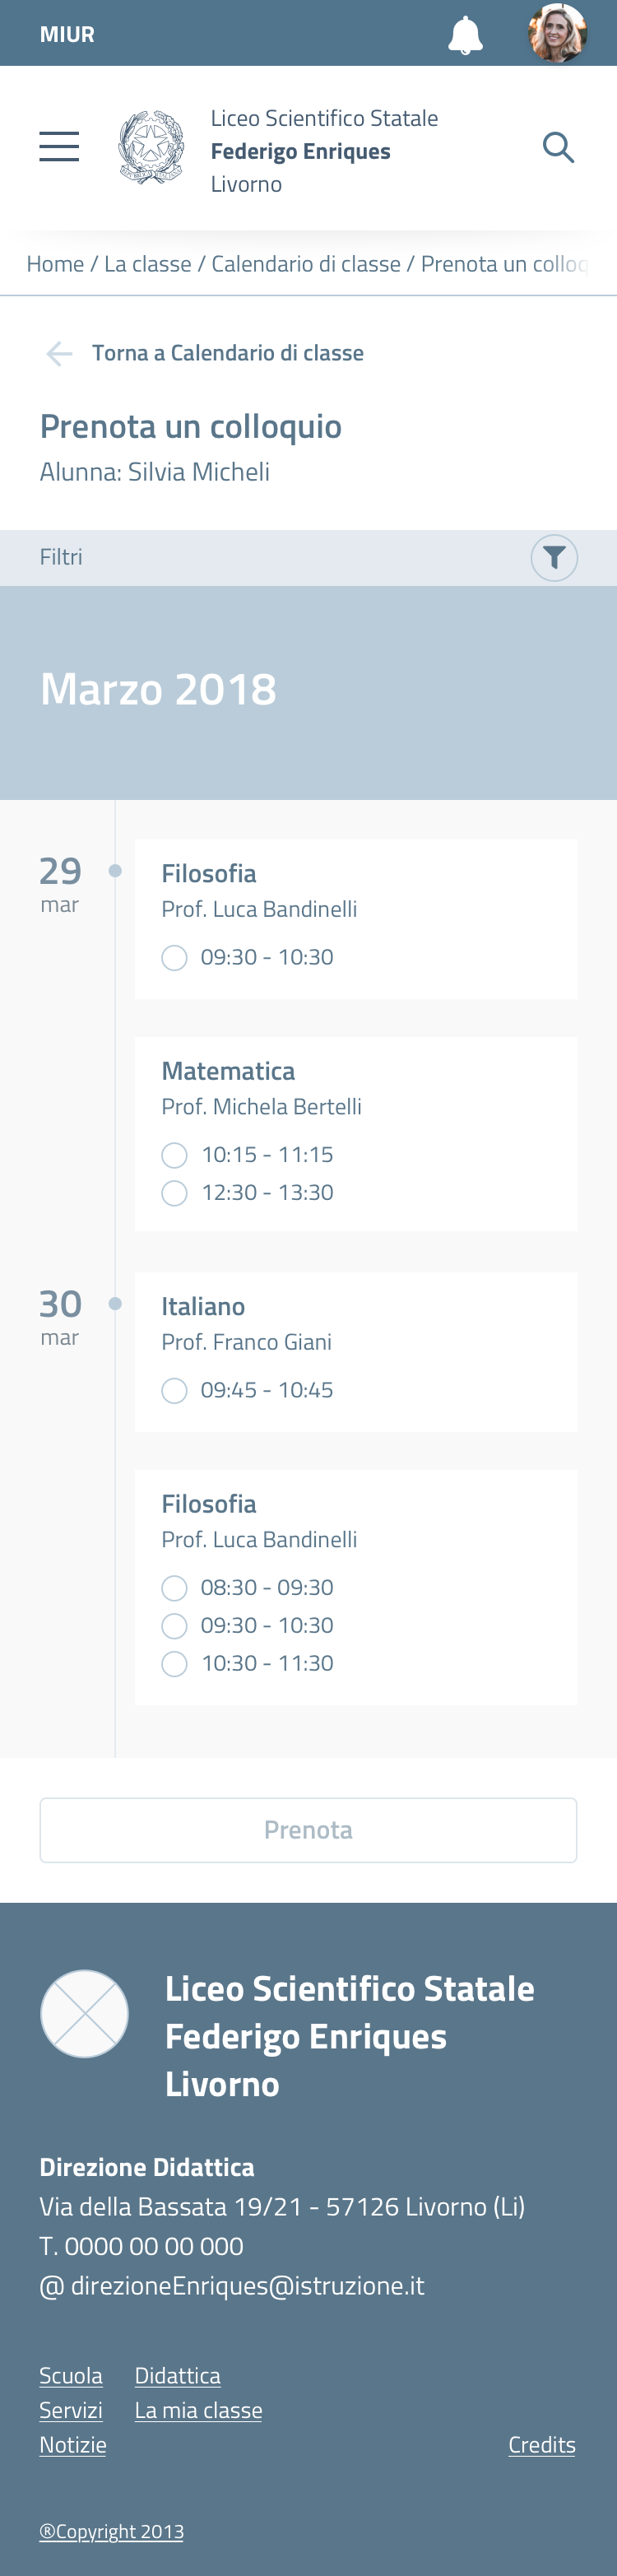 MIUR
Liceo Scientifico Statale
Federigo Enriques
Livorno
Home / La classe / Calendario di classe / Prenota un colloq
Torna a Calendario di classe
Prenota un colloquio
Alunna: Silvia Micheli
Filtri
Marzo 2018
29
mar
Filosofia
Prof. Luca Bandinelli
09:30 - 10:30
Matematica
Prof. Michela Bertelli
10:15 - 11:15
12:30 - 13:30
30
mar
Italiano
Prof. Franco Giani
09:45 - 10:45
Filosofia
Prof. Luca Bandinelli
08:30 - 09:30
09:30 - 10:30
10:30 - 11:30
Prenota
Liceo Scientifico Statale
Federigo Enriques
Livorno
Direzione Didattica
Via della Bassata 19/21 - 57126 Livorno (Li)
T. 0000 00 00 000
@ direzioneEnriques@istruzione.it
Scuola Didattica
Servizi La mia classe
Notizie Credits
®Copyright 2013